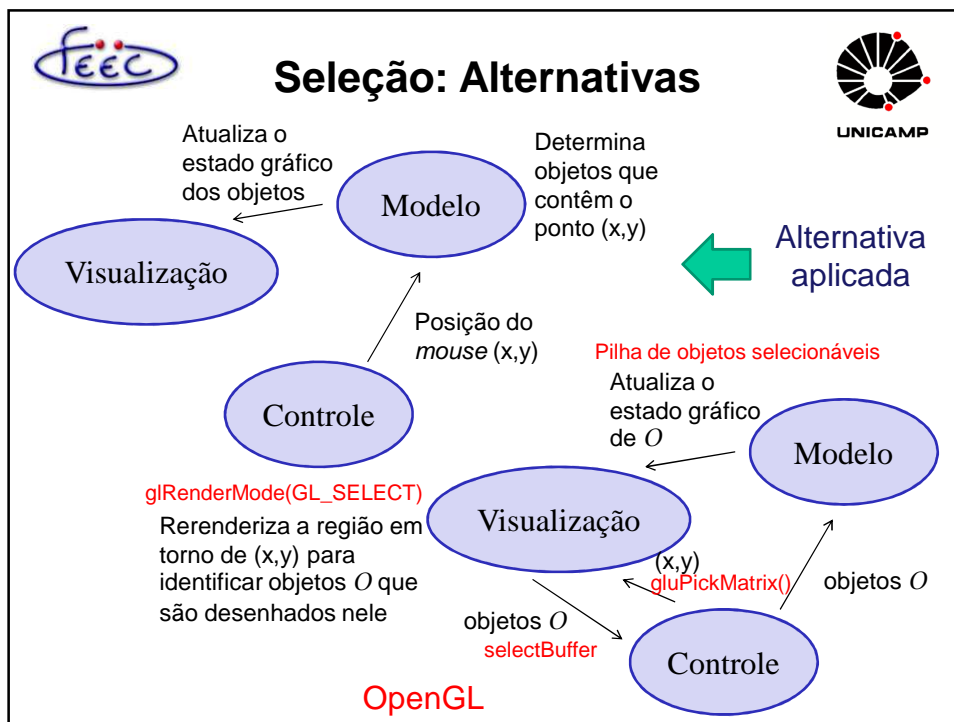 feec
Seleção: Alternativas
UNICAMP
Atualiza o
estado gráfico
dos objetos
Modelo
Determina
objetos que
contêm o
ponto (x,y)
Visualização
Alternativa
aplicada
Posição do
mouse (x,y)
Controle
Pilha de objetos selecionáveis
Atualiza o
estado gráfico
de O
Modelo
glRenderMode(GL_SELECT)
Rerenderiza a região em
torno de (x,y) para
identificar objetos O que
são desenhados nele
Visualização
(x,y)
gluPickMatrix()
objetos O
objetos O
selectBuffer
Controle
OpenGL